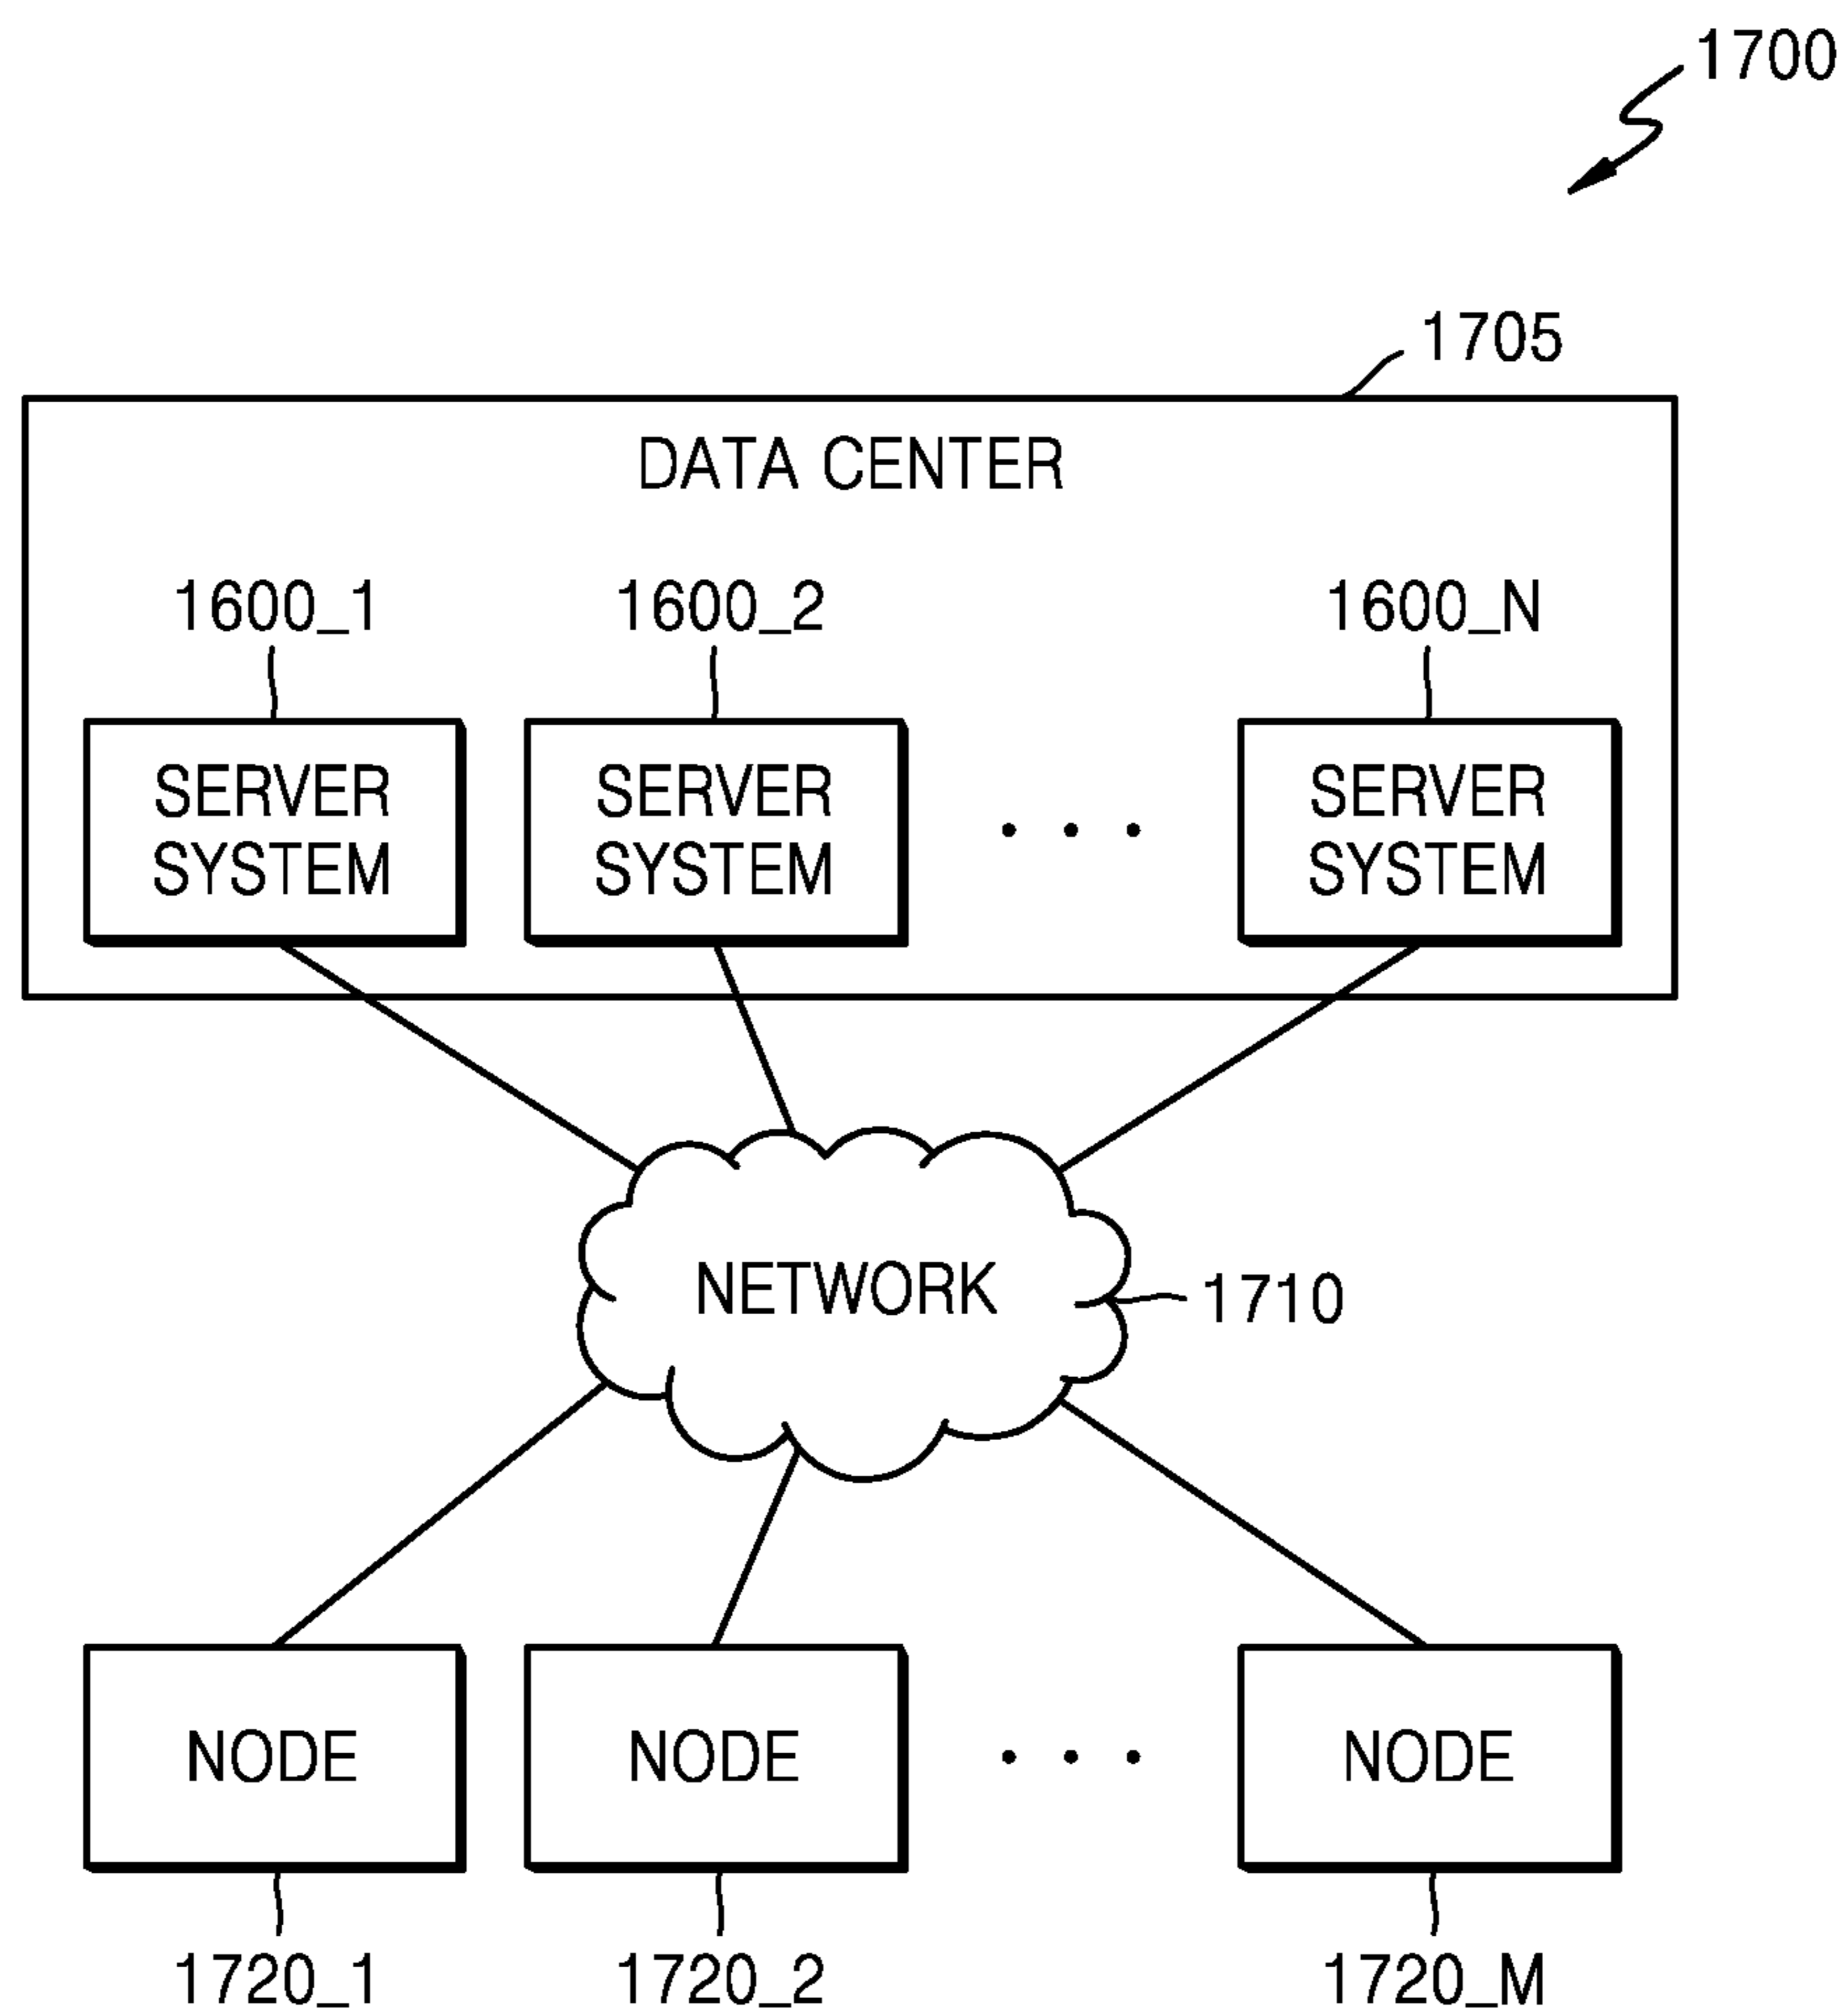 1700
1705
DATA CENTER
1600_1 1600_2 1600_N
SERVER SERVER SERVER
SYSTEM SYSTEM . . . SYSTEM
NETWORK 1710
NODE NODE . . . NODE
1720_1 1720_2 1720_M